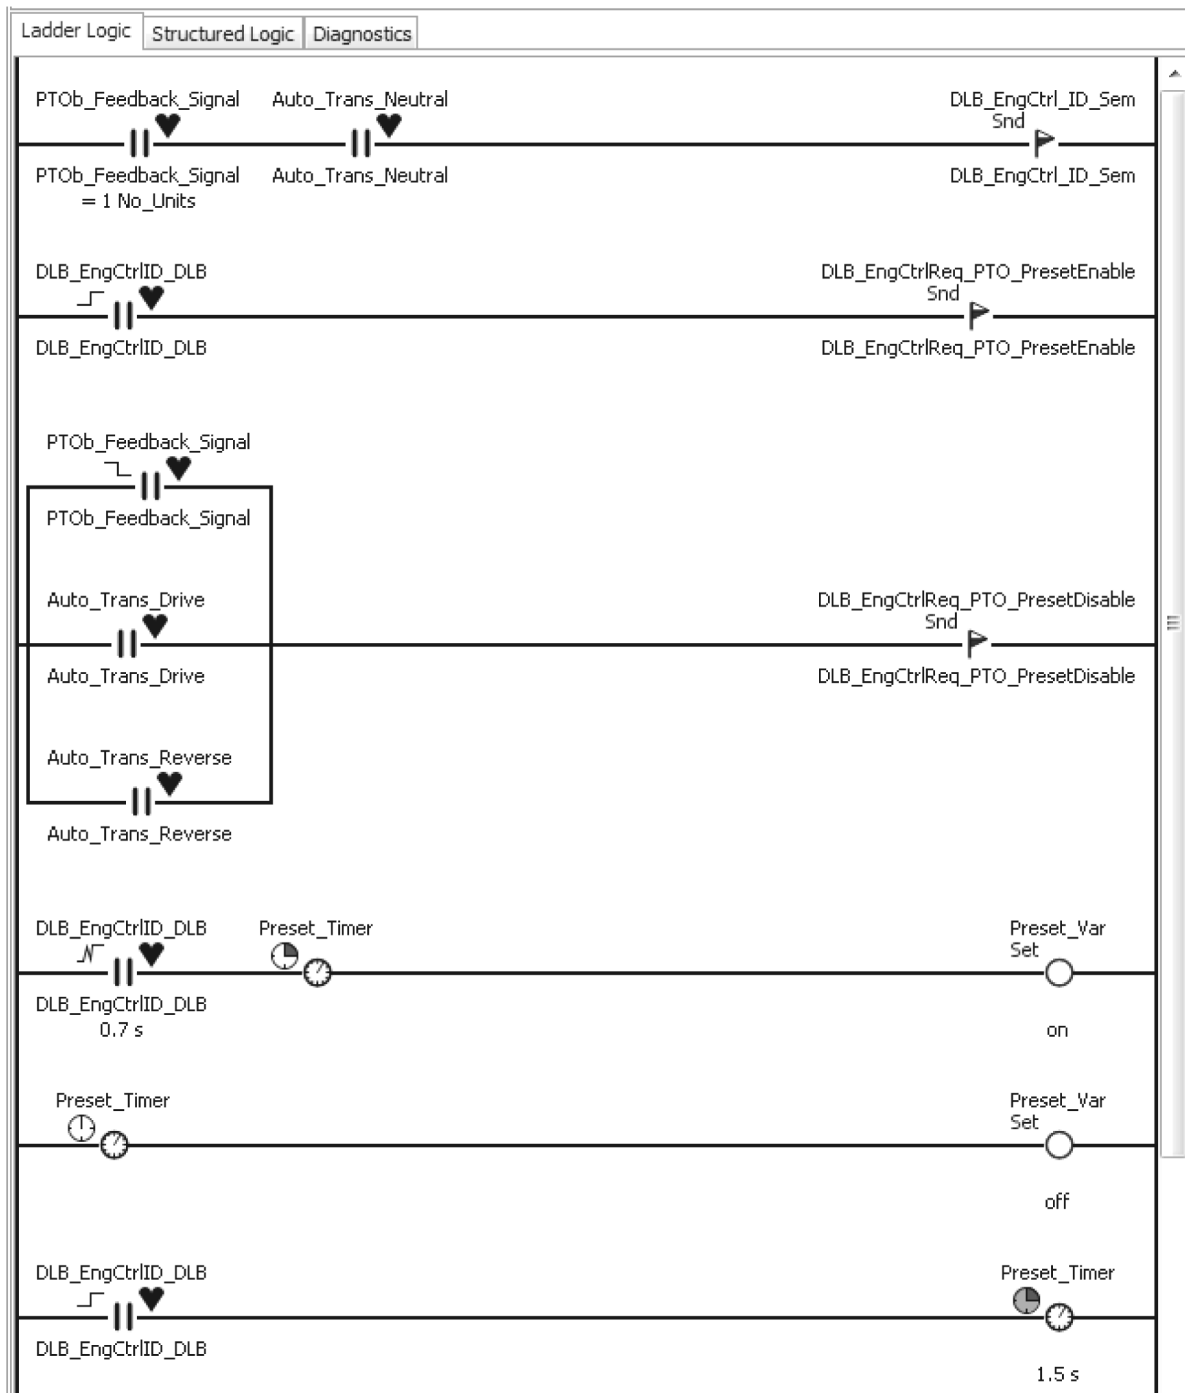 Ladder Logic Structured Logic Diagnostics
PTOb_Feedback_Signal Auto_Trans_Neutral DLB_EngCtrl_ID_Sem
Snd
PTOb_Feedback_Signal Auto_Trans_Neutral DLB_EngCtrl_ID_Sem
= 1 No_Units
DLB_EngCtrlID_DLB DLB_EngCtrlReq_PTO_PresetEnable
Snd
DLB_EngCtrlID_DLB DLB_EngCtrlReq_PTO_PresetEnable
PTOb_Feedback_Signal
PTOb_Feedback_Signal
Auto_Trans_Drive DLB_EngCtrlReq_PTO_PresetDisable
Snd
Auto_Trans_Drive DLB_EngCtrlReq_PTO_PresetDisable
Auto_Trans_Reverse
Auto_Trans_Reverse
DLB_EngCtrlID_DLB Preset_Timer Preset_Var
Set
DLB_EngCtrlID_DLB
0.7 s on
Preset_Timer Preset_Var
Set
off
DLB_EngCtrlID_DLB Preset_Timer
DLB_EngCtrlID_DLB
1.5 s